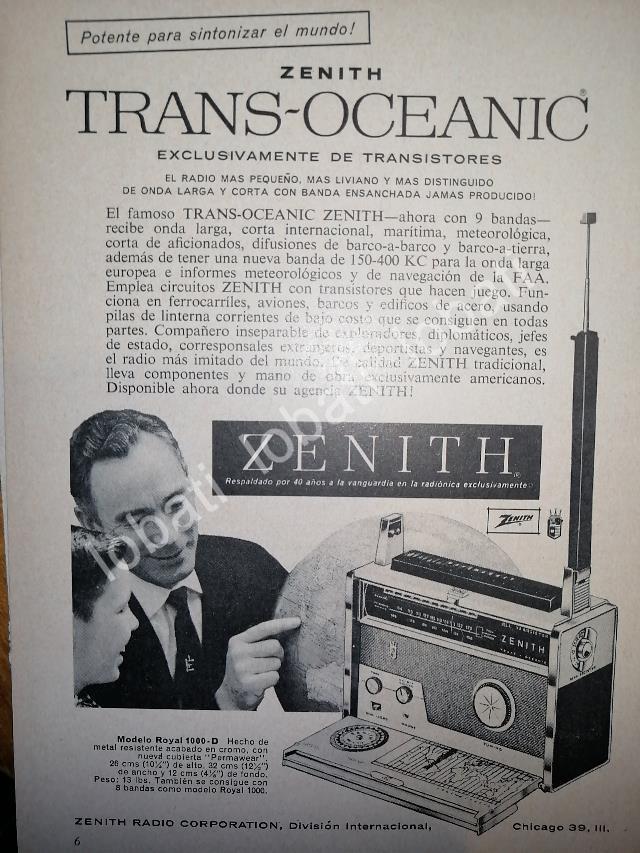 Potente para sintonizar el mundo!
ZENITH
TRANS-OCEANIC®
EXCLUSIVAMENTE DE TRANSISTORES
EL RADIO MAS PEQUEÑO, MAS LIVIANO Y MAS DISTINGUIDO
DE ONDA LARGA Y CORTA CON BANDA ENSANCHADA JAMAS PRODUCIDO!
El famoso TRANS-OCEANIC ZENITH—ahora con 9 bandas—
recibe onda larga, corta internacional, marítima, meteorológica,
corta de aficionados, difusiones de barco-a-barco y barco-a-tierra,
además de tener una nueva banda de 150-400 KC para la onda larga
europea e informes meteorológicos y de navegación de la FAA.
Emplea circuitos ZENITH con transistores que hacen juego. Fun-
ciona en ferrocarriles, aviones, barcos y edificos de acero, usando
pilas de linterna corrientes de bajo costo que se consiguen en todas
partes. Compañero inseparable de exploradores, diplomáticos, jefes
de estado, corresponsales extranjeros, deportistas y navegantes, es
el radio más imitado del mundo. De calidad ZENITH tradicional,
lleva componentes y mano de obra exclusivamente americanos.
Disponible ahora donde su agencia ZENITH!
ZENITH®
Respaldado por 40 años a la vanguardia en la radiónica exclusivamente
ZENITH
lobati lobati
ZENITH
Modelo Royal 1000-D Hecho de
metal resistente acabado en cromo, con
nueva cubierta "Permawear".
26 cms (10¼") de alto, 32 cms (12½")
de ancho y 12 cms (4⅞") de fondo.
Peso: 13 lbs. También se consigue con
8 bandas como modelo Royal 1000.
ZENITH RADIO CORPORATION, División Internacional, Chicago 39, Ill.
6